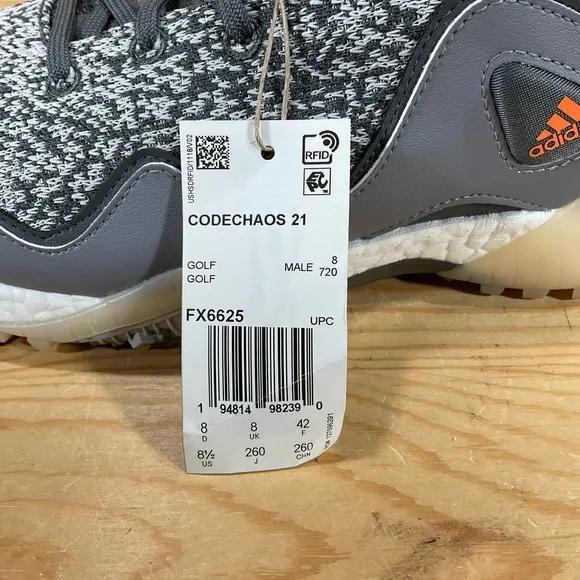 USHSDRFID/1118/V02
RFID
CODECHAOS 21
GOLF MALE 8
GOLF 720
FX6625
UPC
1 94814 98239 0
8 8 42
D UK F
8½ 260 260
US J CHN
adidas